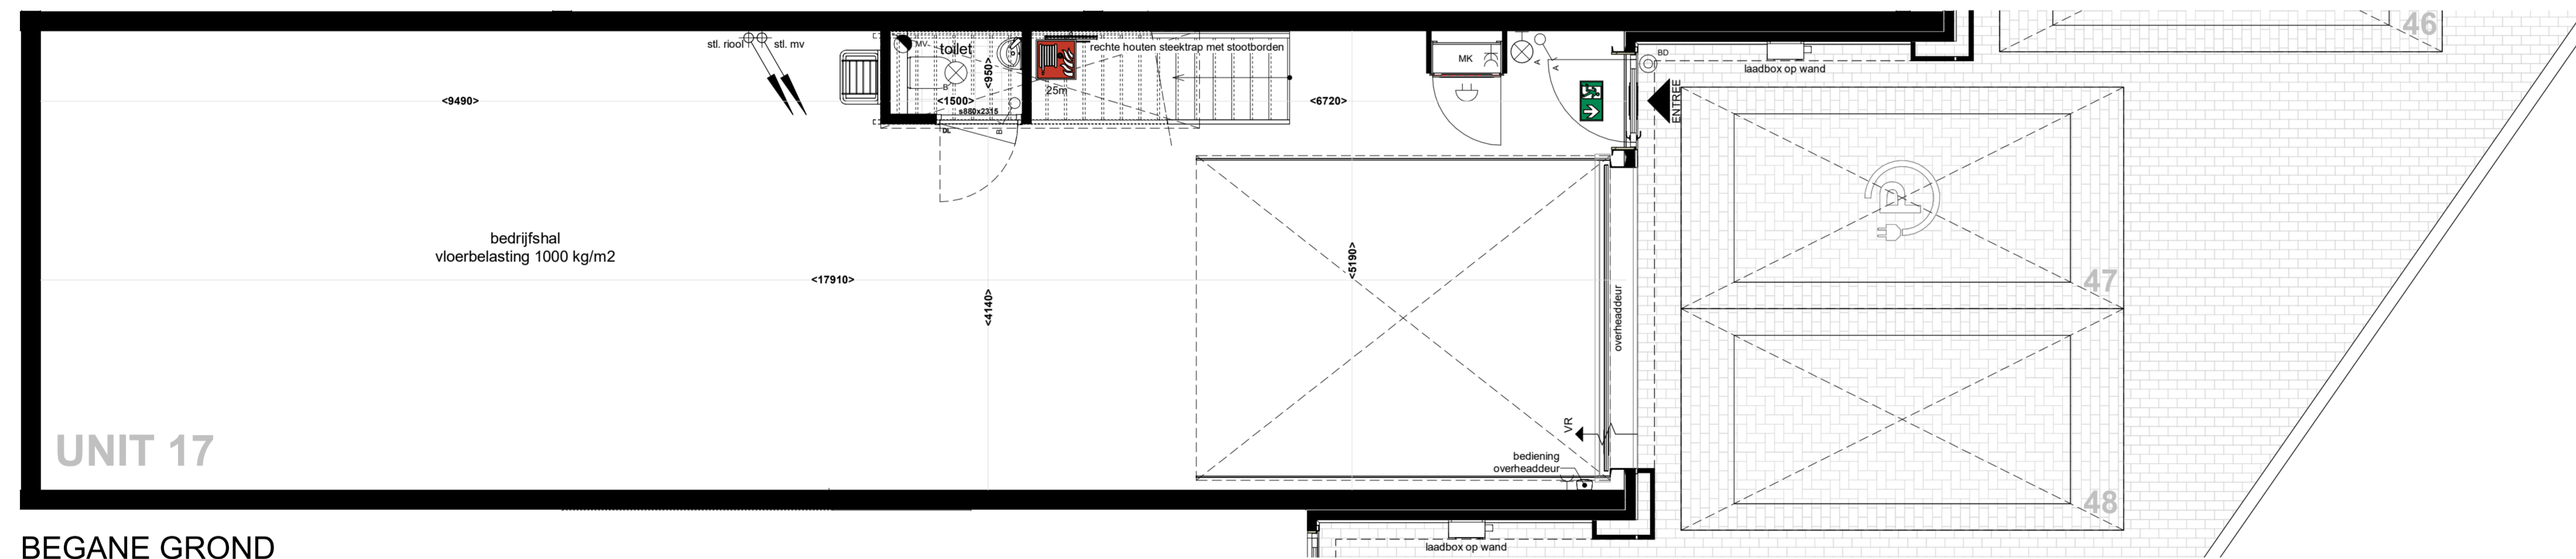 46
stl. riool
stl. mv
MV
toilet
rechte houten steektrap met stootborden
MK
A
A
BD
laadbox op wand
<950>
25m
B
<9490>
<1500>
<6720>
ENTREE
s880x2315
DL
B
bedrijfshal
vloerbelasting 1000 kg/m2
<17910>
<4140>
<5190>
overheaddeur
P
47
VR
UNIT 17
bediening
overheaddeur
48
BEGANE GROND
laadbox op wand